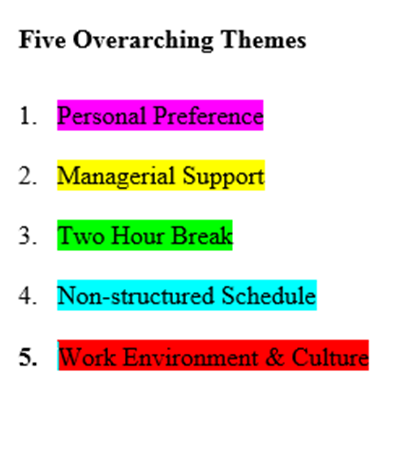 Five Overarching Themes
1. Personal Preference
2. Managerial Support
3. Two Hour Break
4. Non-structured Schedule
5. Work Environment & Culture